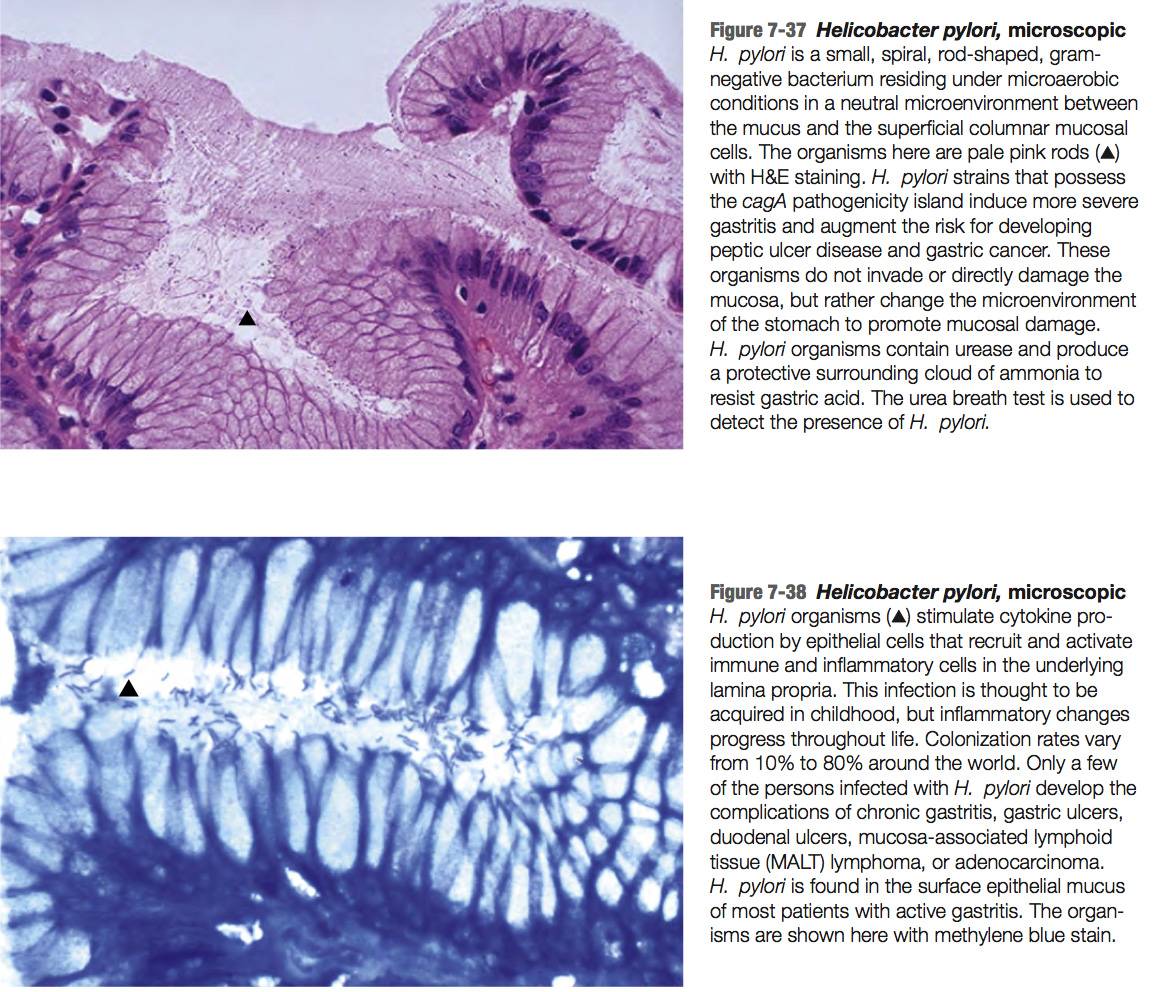 Figure 7-37 Helicobacter pylori, microscopic
H. pylori is a small, spiral, rod-shaped, gram-
negative bacterium residing under microaerobic
conditions in a neutral microenvironment between
the mucus and the superficial columnar mucosal
cells. The organisms here are pale pink rods (▲)
with H&E staining. H. pylori strains that possess
the cagA pathogenicity island induce more severe
gastritis and augment the risk for developing
peptic ulcer disease and gastric cancer. These
organisms do not invade or directly damage the
mucosa, but rather change the microenvironment
of the stomach to promote mucosal damage.
H. pylori organisms contain urease and produce
a protective surrounding cloud of ammonia to
resist gastric acid. The urea breath test is used to
detect the presence of H. pylori.
Figure 7-38 Helicobacter pylori, microscopic
H. pylori organisms (▲) stimulate cytokine pro-
duction by epithelial cells that recruit and activate
immune and inflammatory cells in the underlying
lamina propria. This infection is thought to be
acquired in childhood, but inflammatory changes
progress throughout life. Colonization rates vary
from 10% to 80% around the world. Only a few
of the persons infected with H. pylori develop the
complications of chronic gastritis, gastric ulcers,
duodenal ulcers, mucosa-associated lymphoid
tissue (MALT) lymphoma, or adenocarcinoma.
H. pylori is found in the surface epithelial mucus
of most patients with active gastritis. The organ-
isms are shown here with methylene blue stain.